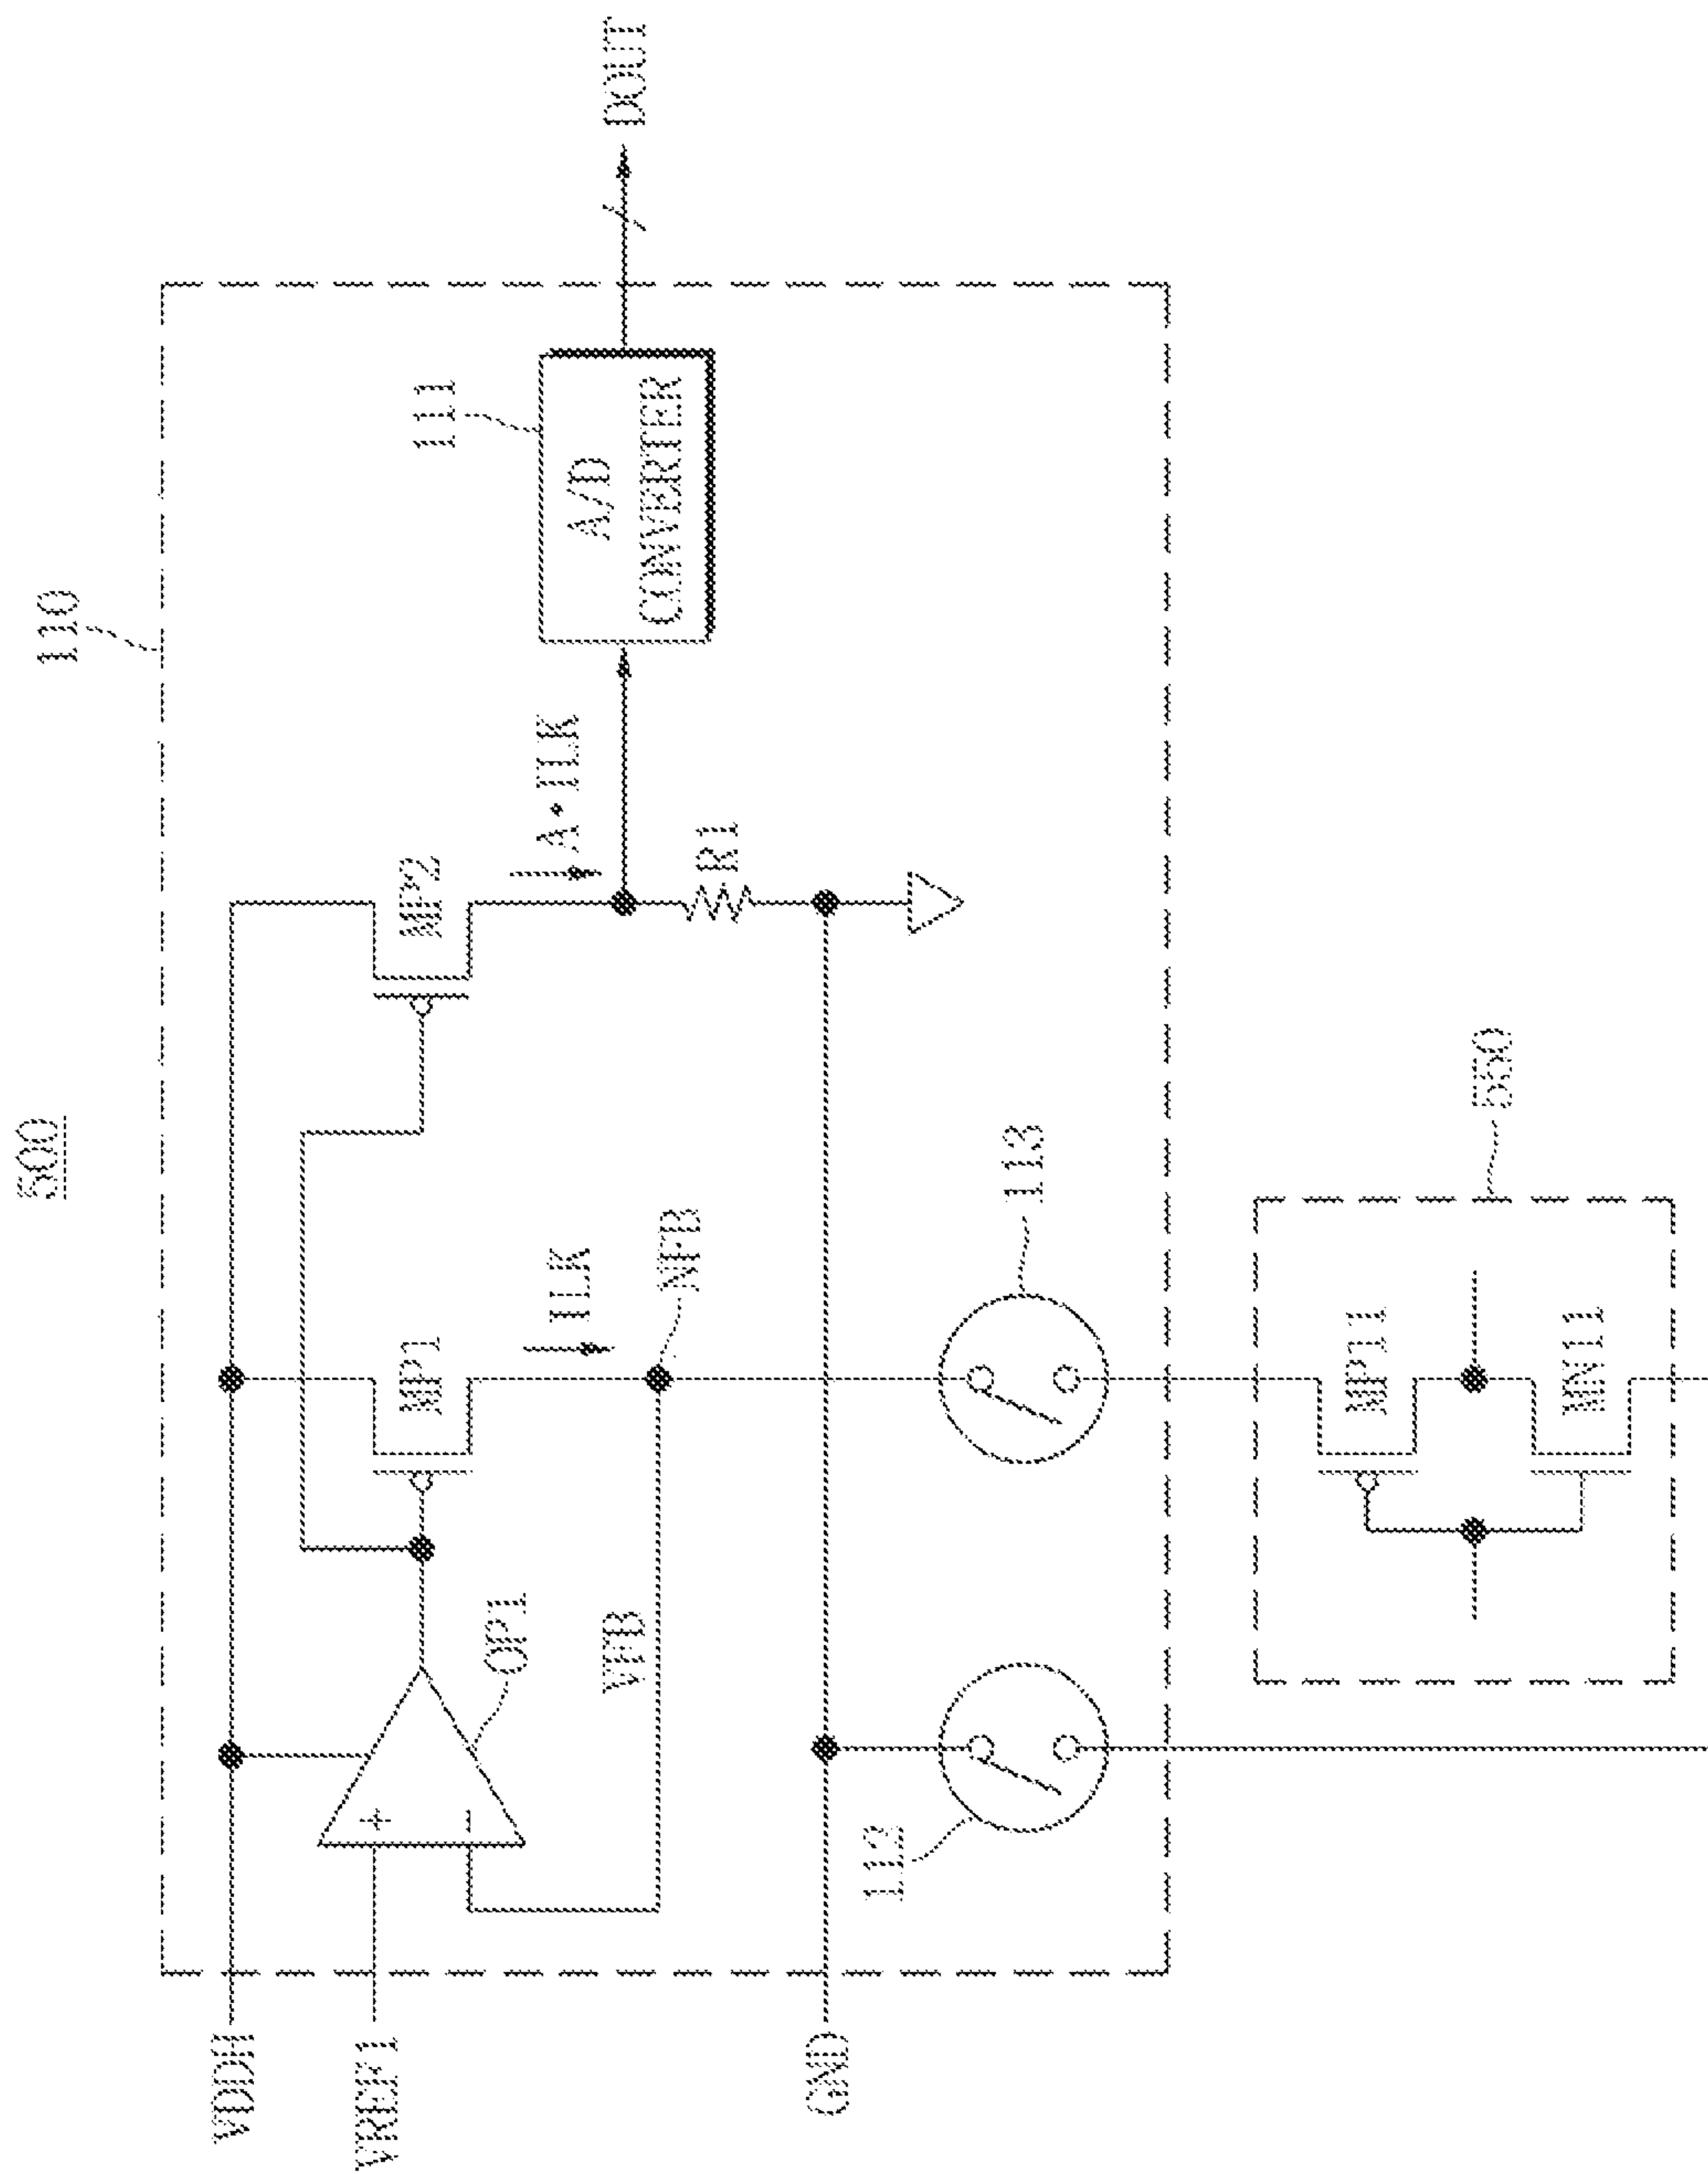 500
110
VDDH
VREF1
+
−
OP1
MP1
MP2
ILK
A•ILK
NFB
VFB
R1
111
A/D
CONVERTER
DOUT
GND
112
113
550
MP11
MN11